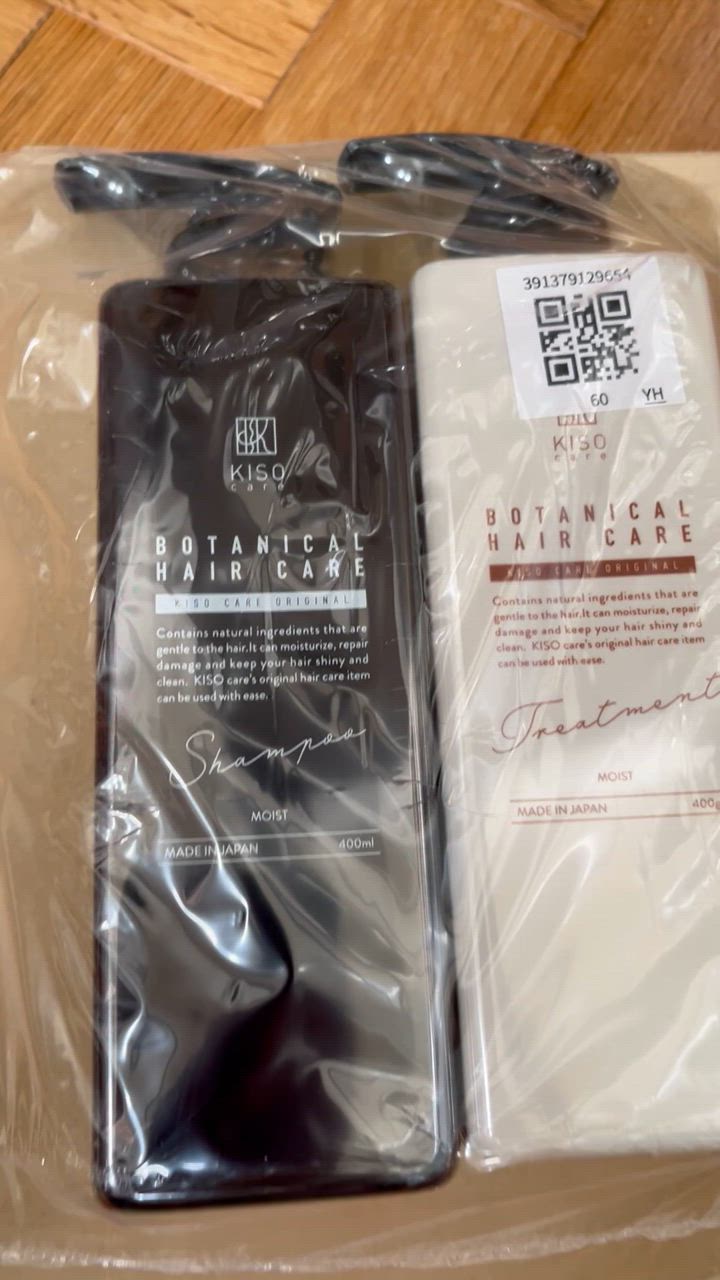 KISO
care
BOTANICAL
HAIR CARE
KISO CARE ORIGINAL
Contains natural ingredients that are
gentle to the hair.It can moisturize, repair
damage and keep your hair shiny and
clean. KISO care's original hair care item
can be used with ease.
Shampoo
MOIST
MADE IN JAPAN 400ml
391379129654
60 YH
KISO
care
BOTANICAL
HAIR CARE
KISO CARE ORIGINAL
Contains natural ingredients that are
gentle to the hair.It can moisturize, repair
damage and keep your hair shiny and
clean. KISO care's original hair care item
can be used with ease.
Treatment
MOIST
MADE IN JAPAN 400g